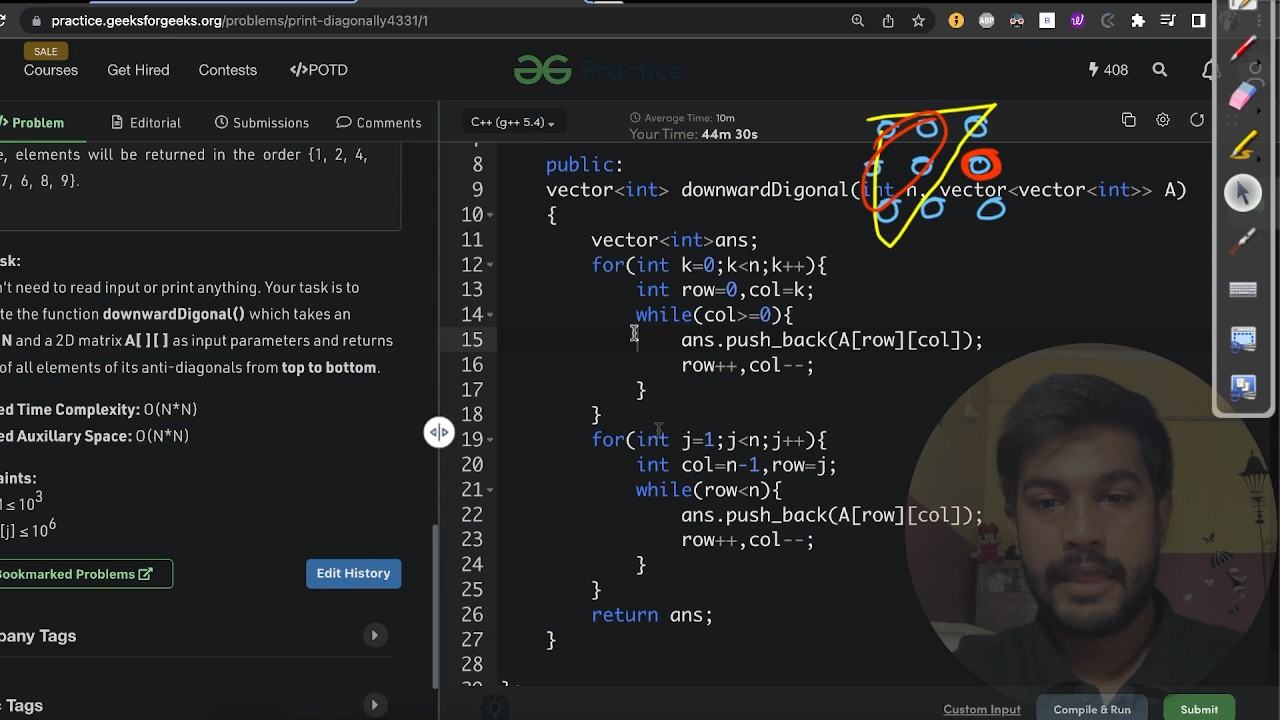 practice.geeksforgeeks.org/problems/print-diagonally4331/1
ABP
B
SALE
Courses
Get Hired
Contests
</>POTD
Practice
408
Problem
Editorial
Submissions
Comments
C++ (g++ 5.4)
Average Time: 10m
Your Time: 44m 30s
e, elements will be returned in the order {1, 2, 4,
7, 6, 8, 9}.
sk:
n't need to read input or print anything. Your task is to
te the function downwardDigonal() which takes an
N and a 2D matrix A[ ][ ] as input parameters and returns
of all elements of its anti-diagonals from top to bottom.
ed Time Complexity: O(N*N)
ed Auxillary Space: O(N*N)
aints:
1 ≤ 10^3
[j] ≤ 10^6
Bookmarked Problems
Edit History
pany Tags
c Tags
8 public:
9 vector<int> downwardDigonal(int n, vector<vector<int>> A)
10 {
11 vector<int>ans;
12 for(int k=0;k<n;k++){
13 int row=0,col=k;
14 while(col>=0){
15 ans.push_back(A[row][col]);
16 row++,col--;
17 }
18 }
19 for(int j=1;j<n;j++){
20 int col=n-1,row=j;
21 while(row<n){
22 ans.push_back(A[row][col]);
23 row++,col--;
24 }
25 }
26 return ans;
27 }
28
Custom Input
Compile & Run
Submit